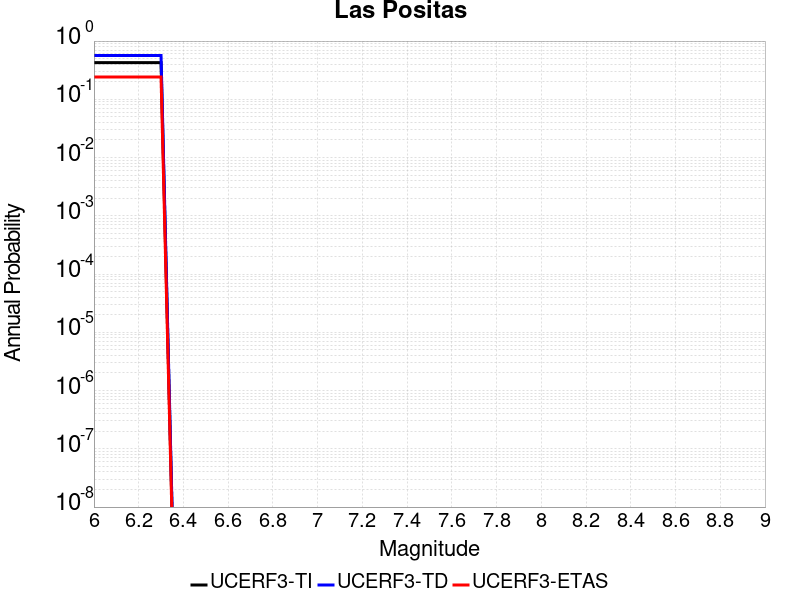 Las Positas
10^0
10^-1
10^-2
10^-3
10^-4
10^-5
10^-6
10^-7
10^-8
Annual Probability
6 6.2 6.4 6.6 6.8 7 7.2 7.4 7.6 7.8 8 8.2 8.4 8.6 8.8 9
Magnitude
UCERF3-TI UCERF3-TD UCERF3-ETAS